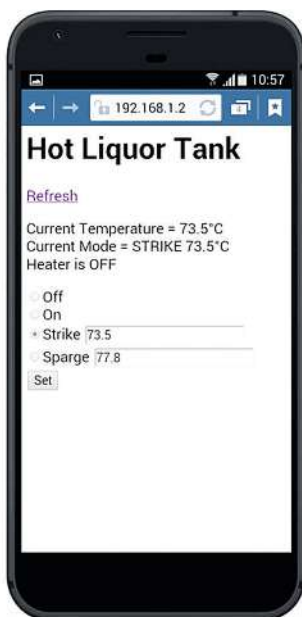 10:57
192.168.1.2
4
Hot Liquor Tank
Refresh
Current Temperature = 73.5°C
Current Mode = STRIKE 73.5°C
Heater is OFF
Off
On
Strike 73.5
Sparge 77.8
Set